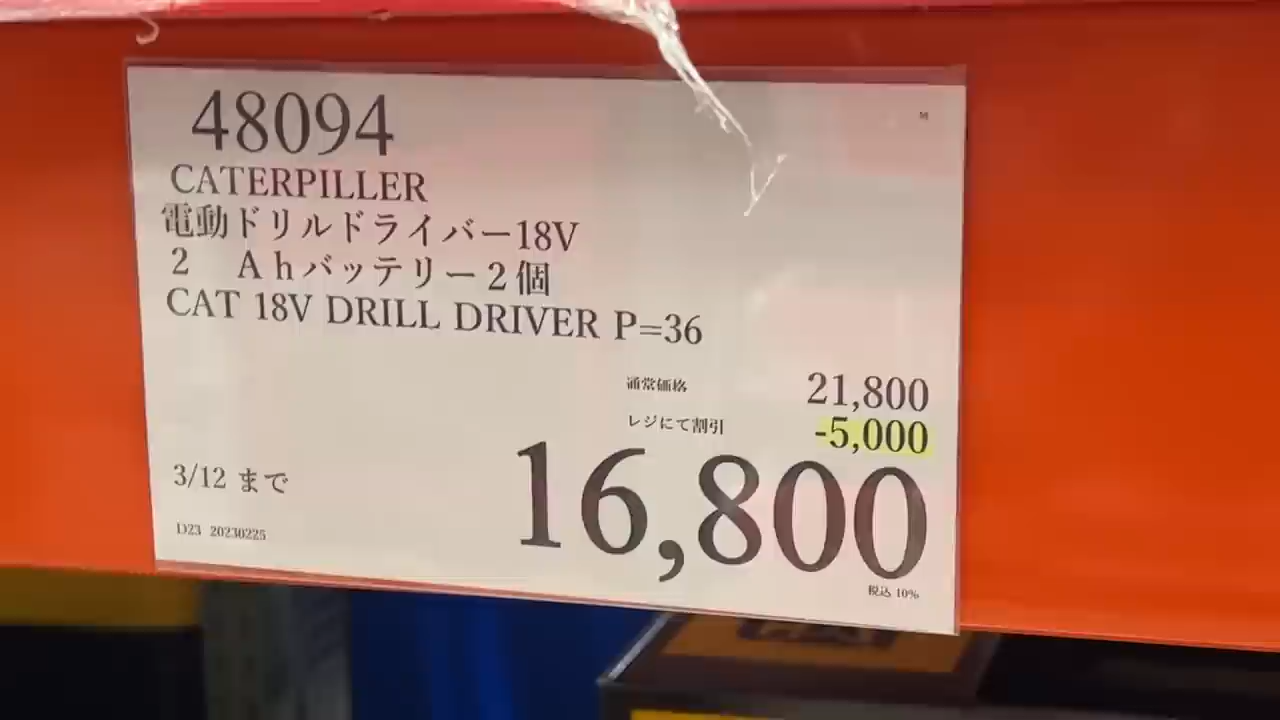 48094
M
CATERPILLER
電動ドリルドライバー18V
2　Ahバッテリー2個
CAT 18V DRILL DRIVER P=36
通常価格 21,800
レジにて割引 -5,000
16,800
3/12 まで
D23 20230225
税込 10%